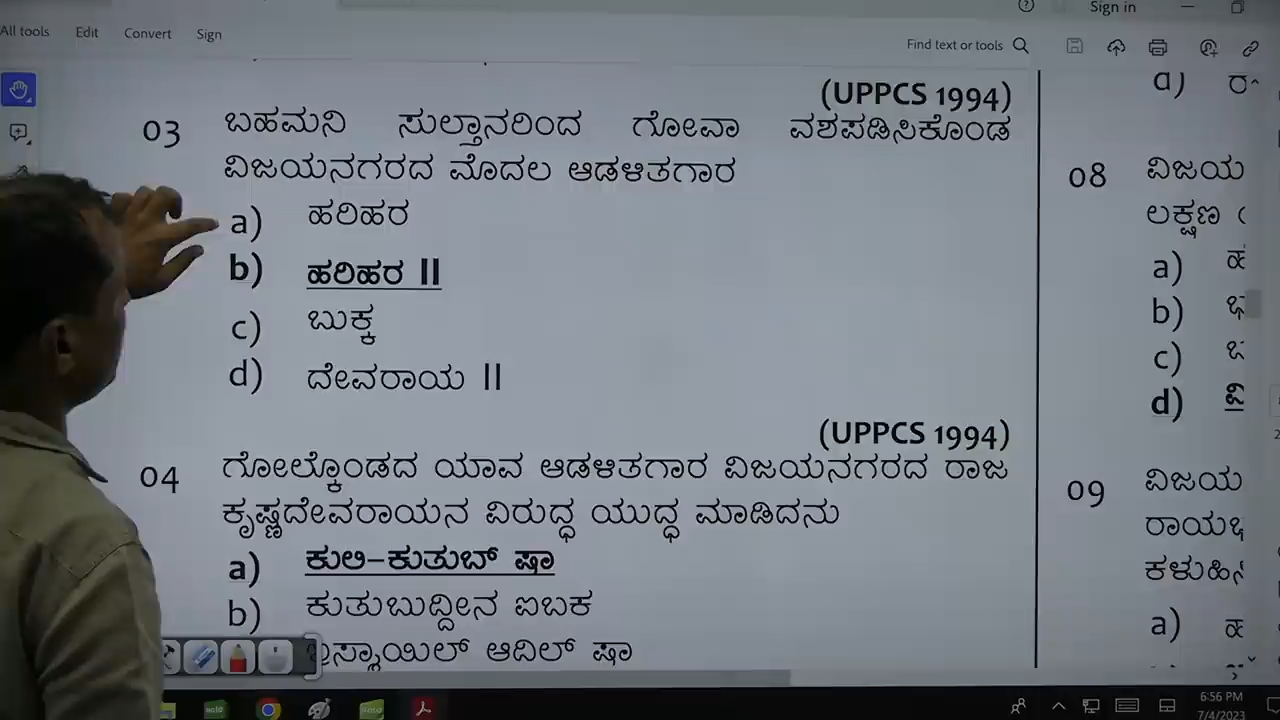 Sign in
All tools Edit Convert Sign
Find text or tools
(UPPCS 1994)
03 ಬಹಮನಿ ಸುಲ್ತಾನರಿಂದ ಗೋವಾ ವಶಪಡಿಸಿಕೊಂಡ
ವಿಜಯನಗರದ ಮೊದಲ ಆಡಳಿತಗಾರ
a) ಹರಿಹರ
b) ಹರಿಹರ II
c) ಬುಕ್ಕ
d) ದೇವರಾಯ II
(UPPCS 1994)
04 ಗೋಲ್ಕೊಂಡದ ಯಾವ ಆಡಳಿತಗಾರ ವಿಜಯನಗರದ ರಾಜ
ಕೃಷ್ಣದೇವರಾಯನ ವಿರುದ್ಧ ಯುದ್ಧ ಮಾಡಿದನು
a) ಕುಲಿ-ಕುತುಬ್ ಷಾ
b) ಕುತುಬುದ್ದೀನ ಐಬಕ
ಆದಿಲ್ ಷಾ
d)
08 ವಿಜಯ
ಲಕ್ಷಣ
a)
b)
c)
d)
09 ವಿಜಯ
ರಾಯ
ಕಳುಹಿ
a)
6:56 PM
7/4/2023